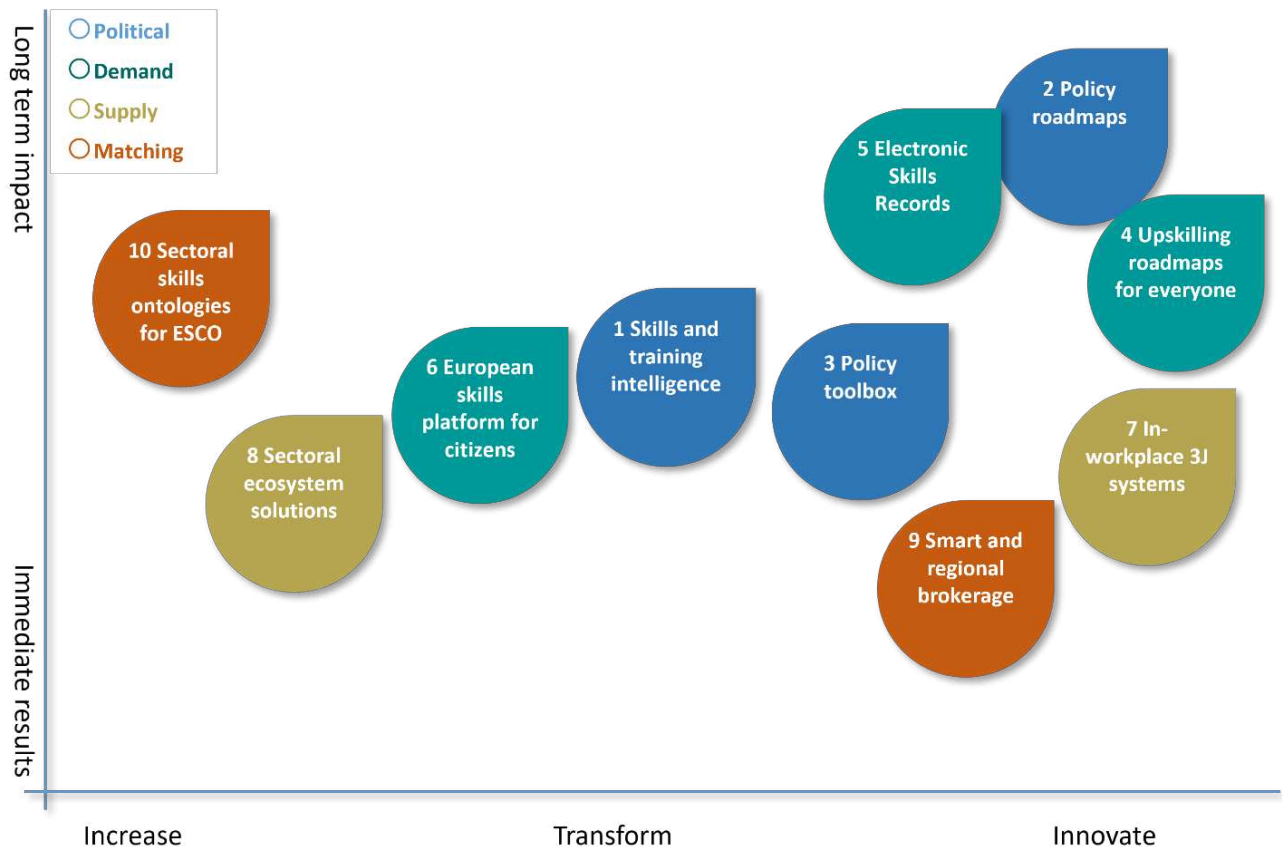 Long term impact
Immediate results
Political
Demand
Supply
Matching
2 Policy
roadmaps
5 Electronic
Skills
Records
4 Upskilling
roadmaps
for everyone
10 Sectoral
skills
ontologies
for ESCO
1 Skills and
training
intelligence
3 Policy
toolbox
6 European
skills
platform for
citizens
8 Sectoral
ecosystem
solutions
7 In-
workplace 3J
systems
9 Smart and
regional
brokerage
Increase
Transform
Innovate